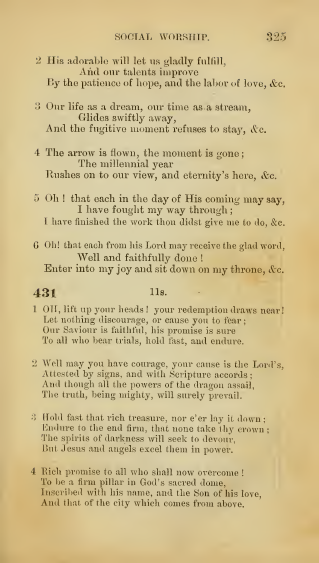 SOCIAL WORSHIP. 325
2 His adorable will let us gladly fulfill,
And our talents improve
By the patience of hope, and the labor of love, &c.
3 Our life as a dream, our time as a stream,
Glides swiftly away,
And the fugitive moment refuses to stay, &c.
4 The arrow is flown, the moment is gone;
The millennial year
Rushes on to our view, and eternity's here, &c.
5 Oh! that each in the day of His coming may say,
I have fought my way through;
I have finished the work thou didst give me to do, &c.
6 Oh! that each from his Lord may receive the glad word,
Well and faithfully done!
Enter into my joy and sit down on my throne, &c.
431 11s.
1 OH, lift up your heads! your redemption draws near!
Let nothing discourage, or cause you to fear;
Our Saviour is faithful, his promise is sure
To all who bear trials, hold fast, and endure.
2 Well may you have courage, your cause is the Lord's,
Attested by signs, and with Scripture accords;
And though all the powers of the dragon assail,
The truth, being mighty, will surely prevail.
3 Hold fast that rich treasure, nor e'er lay it down;
Endure to the end firm, that none take thy crown;
The spirits of darkness will seek to devour,
But Jesus and angels excel them in power.
4 Rich promise to all who shall now overcome!
To be a firm pillar in God's sacred dome,
Inscribed with his name, and the Son of his love,
And that of the city which comes from above.